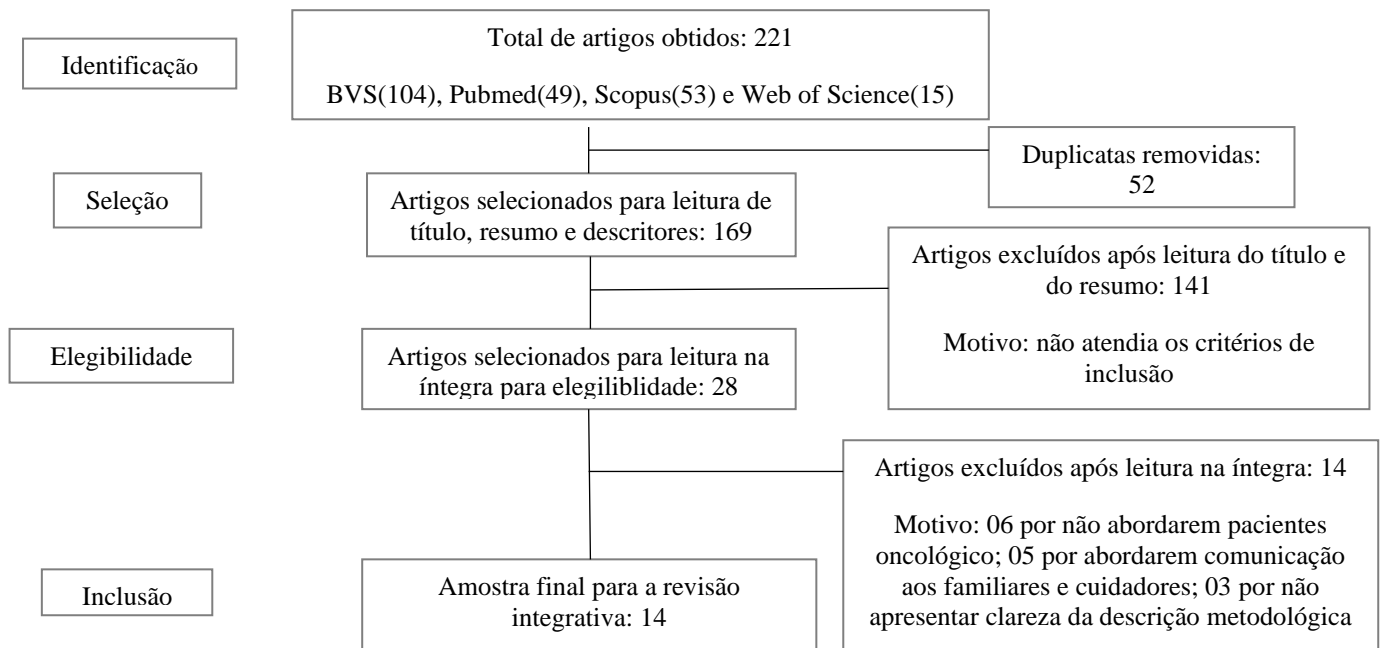 Identificação
Total de artigos obtidos: 221
BVS(104), Pubmed(49), Scopus(53) e Web of Science(15)
Duplicatas removidas:
52
Seleção
Artigos selecionados para leitura de
título, resumo e descritores: 169
Artigos excluídos após leitura do título e
do resumo: 141
Motivo: não atendia os critérios de
inclusão
Elegibilidade
Artigos selecionados para leitura na
íntegra para elegiliblidade: 28
Artigos excluídos após leitura na íntegra: 14
Motivo: 06 por não abordarem pacientes
oncológico; 05 por abordarem comunicação
aos familiares e cuidadores; 03 por não
apresentar clareza da descrição metodológica
Inclusão
Amostra final para a revisão
integrativa: 14